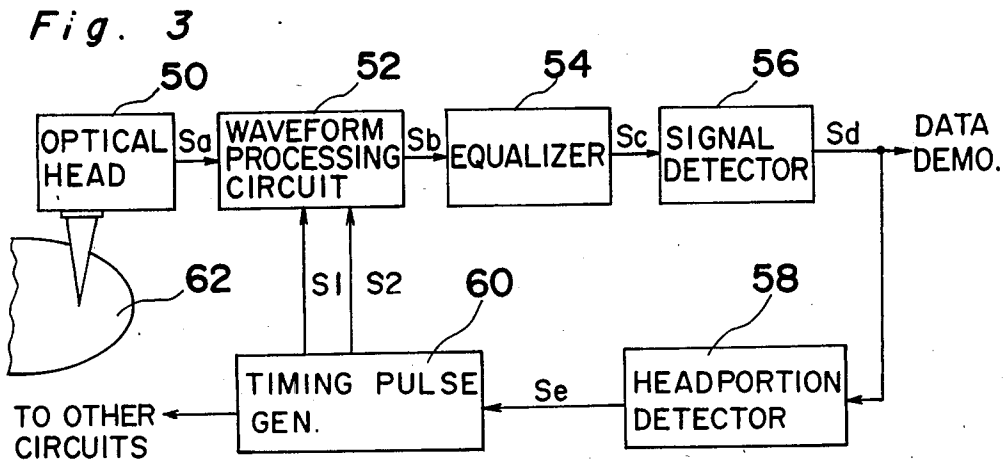 Fig. 3
50
52
54
56
OPTICAL
HEAD
Sa
WAVEFORM
PROCESSING
CIRCUIT
Sb
EQUALIZER
Sc
SIGNAL
DETECTOR
Sd
DATA
DEMO.
62
S1
S2
60
58
TIMING PULSE
GEN.
Se
HEADPORTION
DETECTOR
TO OTHER
CIRCUITS